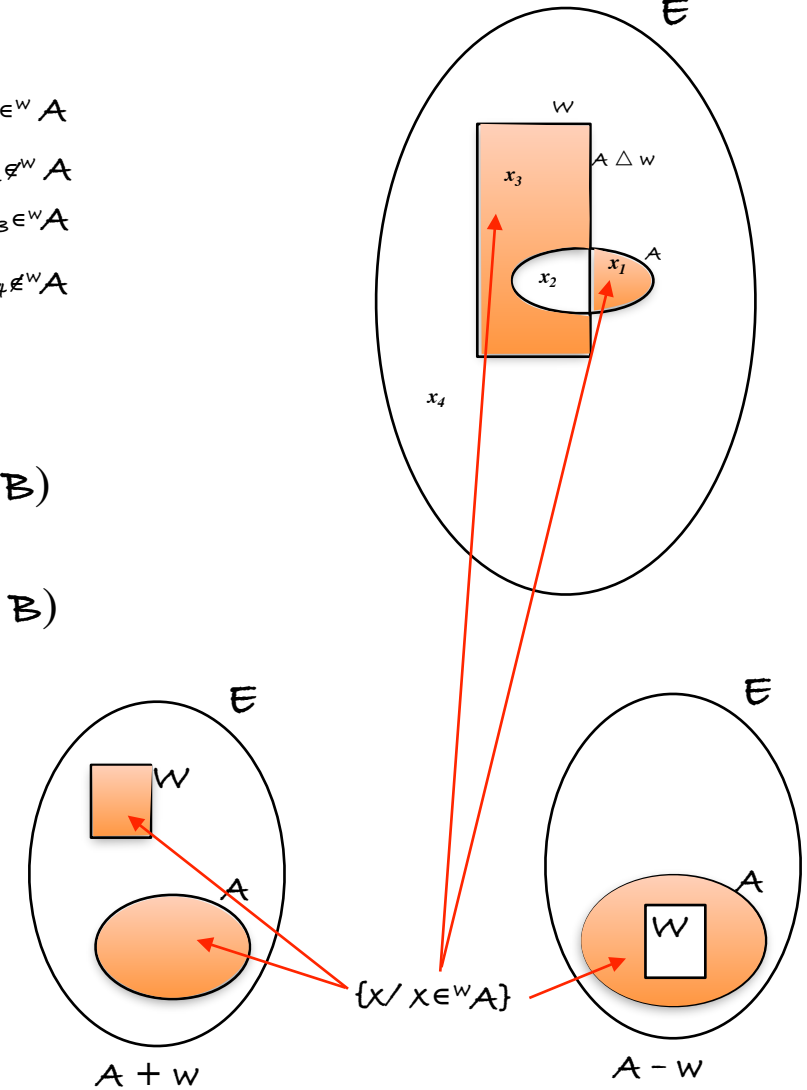 E
∈ʷ A
W
∉ʷ A
A △ w
x₃
₃∈ʷA
A
x₁
x₂
₄∉ʷA
x₄
B)
B)
E
E
W
A
A
W
{x/ x∈ʷA}
A + w
A - w